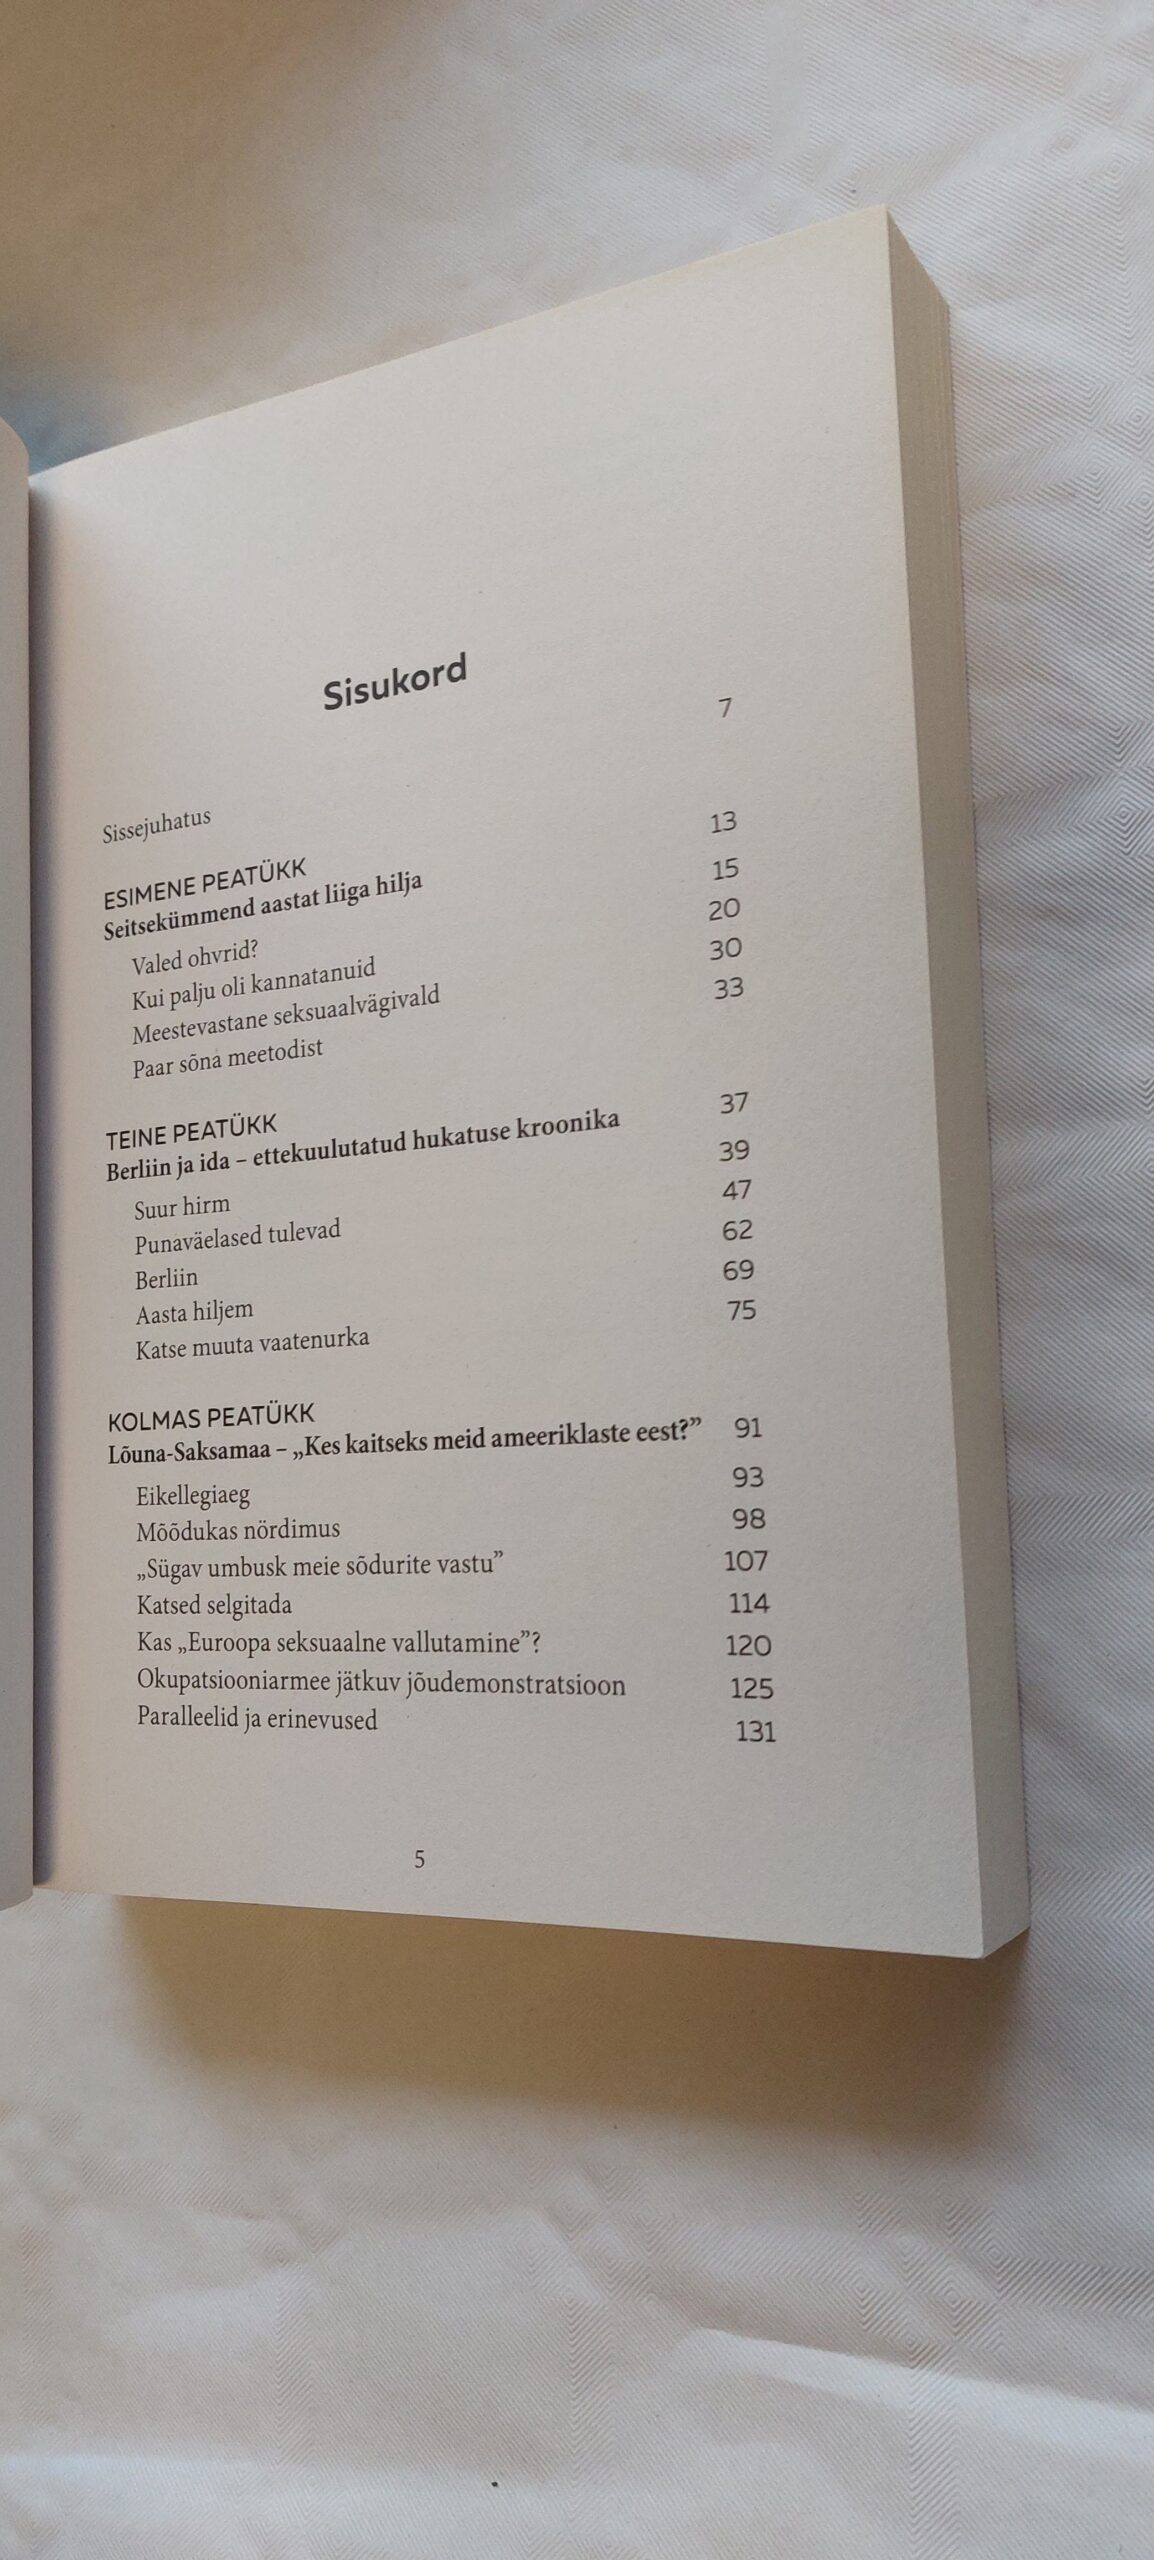 Sisukord
Sissejuhatus 7
ESIMENE PEATÜKK
Seitsekümmend aastat liiga hilja 13
Valed ohvrid? 15
Kui palju oli kannatanuid 20
Meestevastane seksuaalvägivald 30
Paar sõna meetodist 33
TEINE PEATÜKK
Berliin ja ida – ettekuulutatud hukatuse kroonika 37
Suur hirm 39
Punaväelased tulevad 47
Berliin 62
Aasta hiljem 69
Katse muuta vaatenurka 75
KOLMAS PEATÜKK
Lõuna-Saksamaa – „Kes kaitseks meid ameeriklaste eest?” 91
Eikellegiaeg 93
Mõõdukas nördimus 98
„Sügav umbusk meie sõdurite vastu” 107
Katsed selgitada 114
Kas „Euroopa seksuaalne vallutamine”? 120
Okupatsiooniarmee jätkuv jõudemonstratsioon 125
Paralleelid ja erinevused 131
5